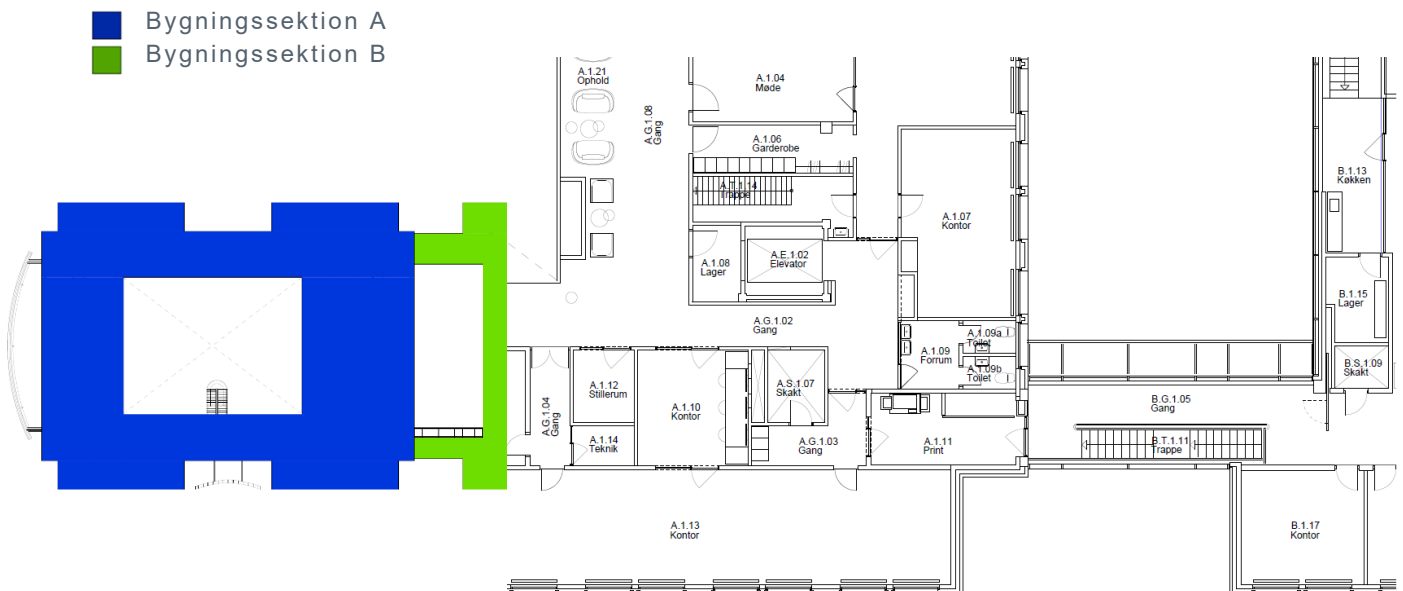 Bygningssektion A
Bygningssektion B
A.1.21
Ophold
A.G.1.08
Gang
A.1.04
Møde
A.1.06
Garderobe
A.T.1.14
Trappe
A.1.07
Kontor
A.1.08
Lager
A.E.1.02
Elevator
A.G.1.02
Gang
A.1.09
Forrum
A.1.09a
Toilet
A.1.09b
Toilet
A.G.1.04
Gang
A.1.12
Stillerum
A.1.14
Teknik
A.1.10
Kontor
A.S.1.07
Skakt
A.G.1.03
Gang
A.1.11
Print
A.1.13
Kontor
B.1.13
Køkken
B.1.15
Lager
B.S.1.09
Skakt
B.G.1.05
Gang
B.T.1.11
Trappe
B.1.17
Kontor